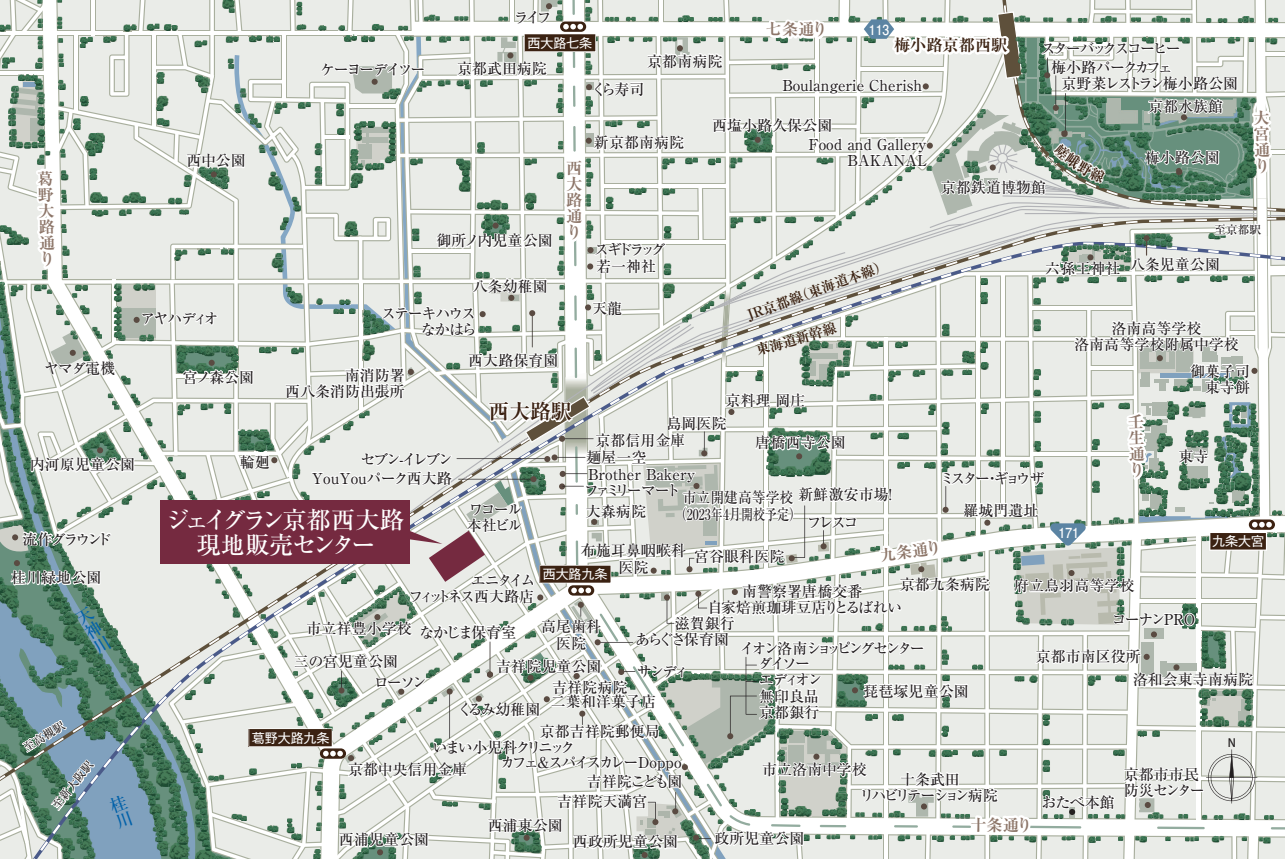 ライフ
西大路七条
七条通り
113
梅小路京都西駅
スターバックスコーヒー
梅小路パークカフェ
京野菜レストラン梅小路公園
京都水族館
大宮通り
ケーヨーデイツー
京都武田病院
京都南病院
くら寿司
Boulangerie Cherish
西塩小路久保公園
新京都南病院
Food and Gallery
BAKANAL
嵯峨野線
梅小路公園
西中公園
葛野大路通り
西大路通り
京都鉄道博物館
御所ノ内児童公園
スギドラッグ
若一神社
至京都駅
六孫王神社
八条児童公園
八条幼稚園
JR京都線(東海道本線)
東海道新幹線
ステーキハウス
なかはら
天龍
アヤハディオ
西大路保育園
洛南高等学校
洛南高等学校附属中学校
ヤマダ電機
宮ノ森公園
南消防署
西八条消防出張所
御菓子司
東寺餅
西大路駅
京料理 岡庄
島岡医院
唐橋西寺公園
京都信用金庫
壬生通り
東寺
内河原児童公園
輪廻
セブン-イレブン
麺屋一空
YouYouパーク西大路
Brother Bakery
ファミリーマート
市立開建高等学校
(2023年4月開校予定)
新鮮激安市場!
ミスター・ギョウザ
ジェイグラン京都西大路
現地販売センター
ワコール
本社ビル
大森病院
フレスコ
羅城門遺址
171
九条大宮
流作グラウンド
桂川緑地公園
布施耳鼻咽喉科
医院
宮谷眼科医院
九条通り
西大路九条
エニタイム
フィットネス西大路店
京都九条病院
府立鳥羽高等学校
南警察署唐橋交番
自家焙煎珈琲豆店りとるぱれい
滋賀銀行
天神川
市立祥豊小学校
なかじま保育室
高尾歯科
医院
あらぐさ保育園
コーナンPRO
イオン洛南ショッピングセンター
ダイソー
エディオン
無印良品
京都銀行
京都市南区役所
三の宮児童公園
吉祥院児童公園
サンディ
ローソン
吉祥院病院
二葉和洋菓子店
琵琶塚児童公園
洛和会東寺南病院
くるみ幼稚園
京都吉祥院郵便局
葛野大路九条
至高槻駅
いまい小児科クリニック
カフェ&スパイスカレーDoppo
京都中央信用金庫
至新大阪駅
吉祥院こども園
市立洛南中学校
十条武田
リハビリテーション病院
京都市市民
防災センター
N
桂川
吉祥院天満宮
おたべ本館
西浦児童公園
西浦東公園
西政所児童公園
政所児童公園
十条通り